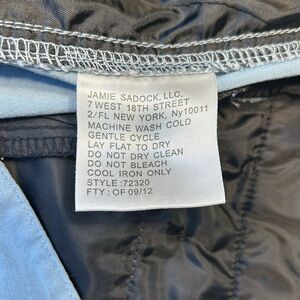 JAMIE SADOCK, LLC.
7 WEST 18TH STREET
2/FL NEW YORK, Ny10011
MACHINE WASH COLD
GENTLE CYCLE
LAY FLAT TO DRY
DO NOT DRY CLEAN
DO NOT BLEACH
COOL IRON ONLY
STYLE :72320
FTY : OF 09/12